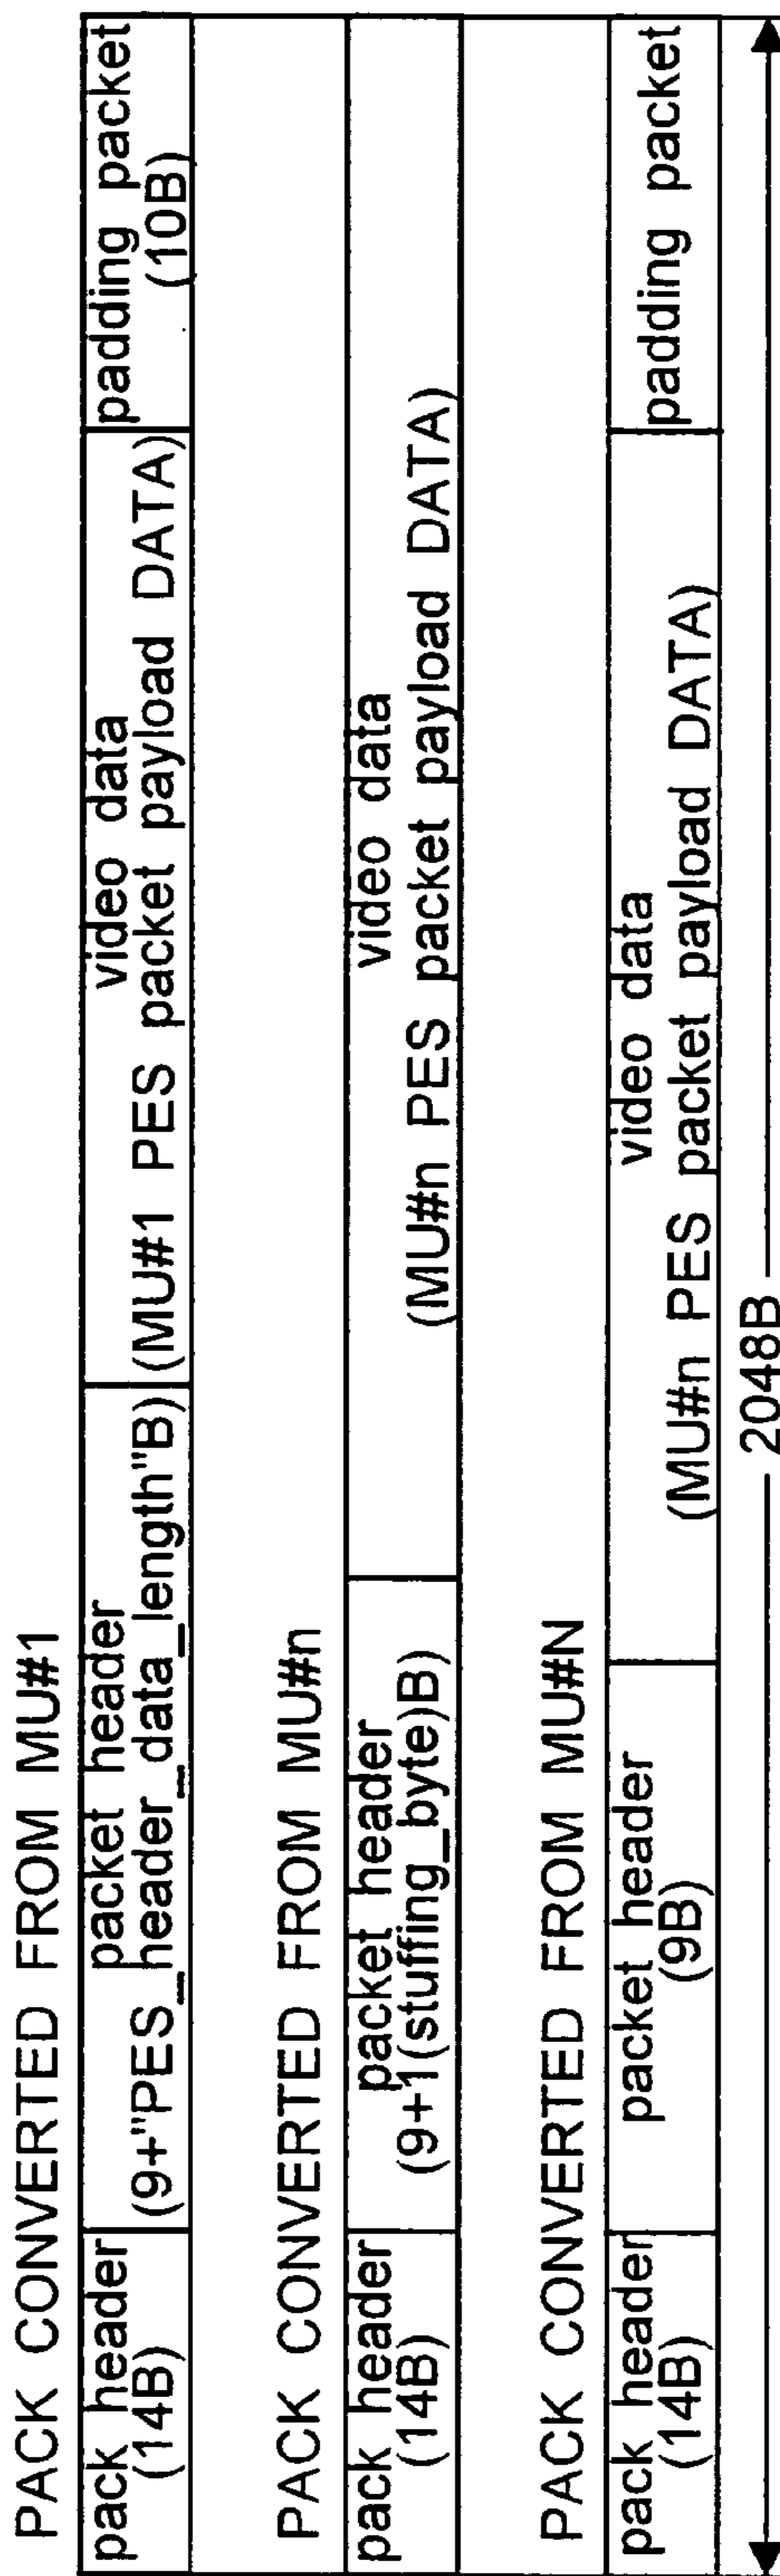 PACK CONVERTED FROM MU#1
pack header
(14B)
packet header
(9+"PES_header_data_length"B)
video data
(MU#1 PES packet payload DATA)
padding packet
(10B)
PACK CONVERTED FROM MU#n
pack header
(14B)
packet header
(9+1(stuffing_byte)B)
video data
(MU#n PES packet payload DATA)
PACK CONVERTED FROM MU#N
pack header
(14B)
packet header
(9B)
video data
(MU#n PES packet payload DATA)
padding packet
2048B